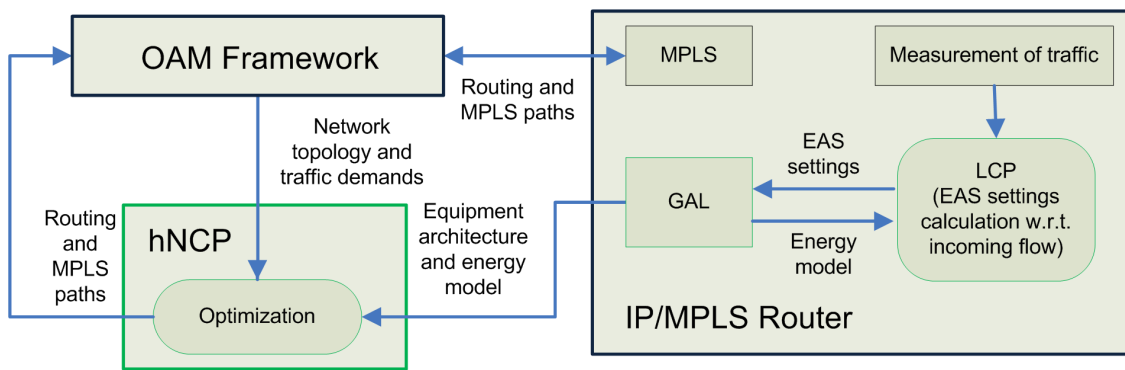 OAM Framework
Routing and
MPLS paths
MPLS
Measurement of traffic
Network
topology and
traffic demands
EAS
settings
GAL
LCP
(EAS settings
calculation w.r.t.
incoming flow)
Energy
model
Routing
and
MPLS
paths
hNCP
Equipment
architecture
and energy
model
Optimization
IP/MPLS Router